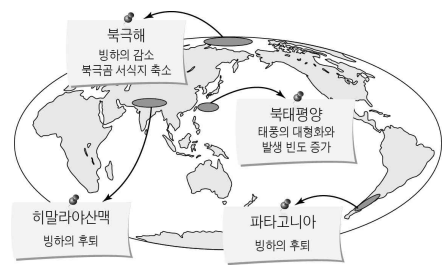 북극해
빙하의 감소
북극곰 서식지 축소
북태평양
태풍의 대형화와
발생 빈도 증가
히말라야산맥
빙하의 후퇴
파타고니아
빙하의 후퇴